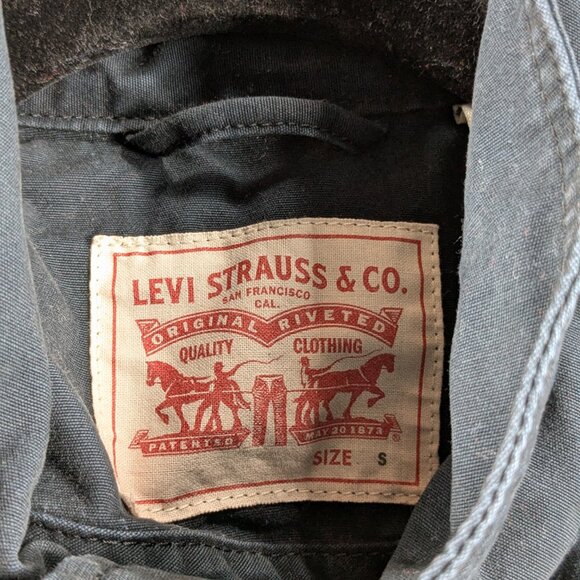 LEVI STRAUSS & CO.
SAN FRANCISCO
CAL.
ORIGINAL RIVETED
QUALITY CLOTHING
PATENTED MAY 20 1873 ®
SIZE S